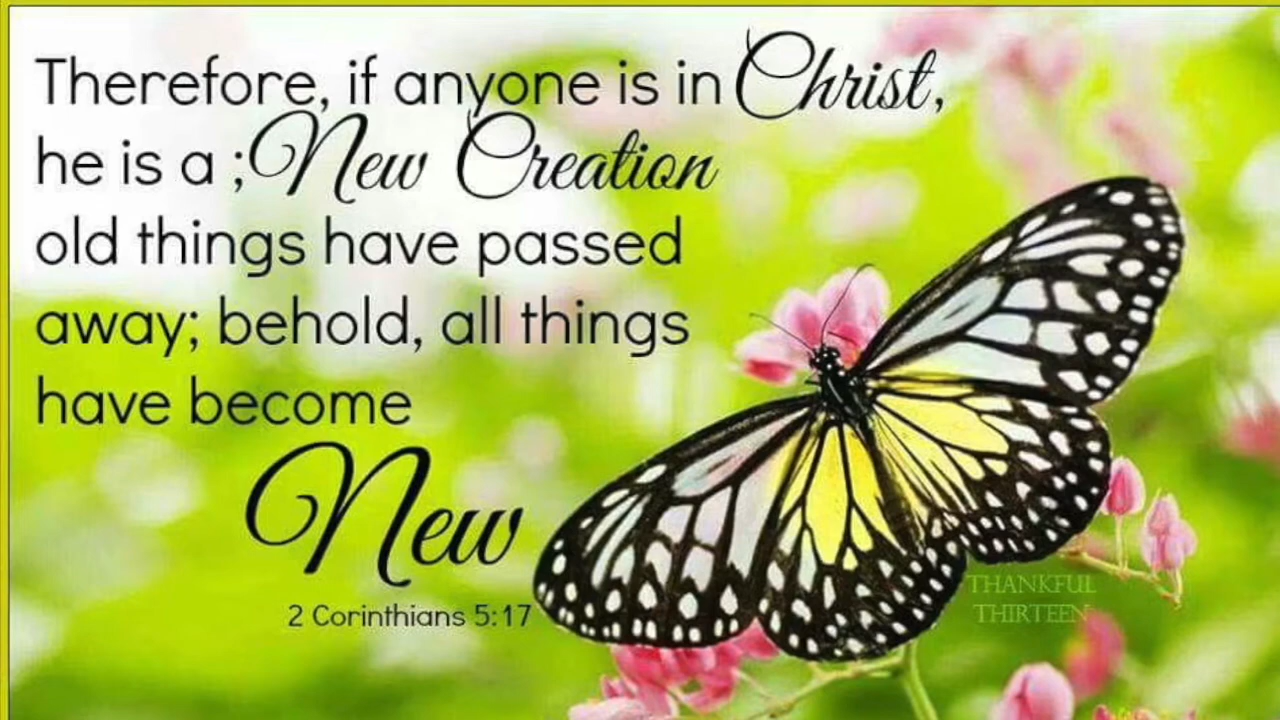 Therefore, if anyone is in Christ,
he is a ;New Creation
old things have passed
away; behold, all things
have become
New
2 Corinthians 5:17
THANKFUL
THIRTEEN